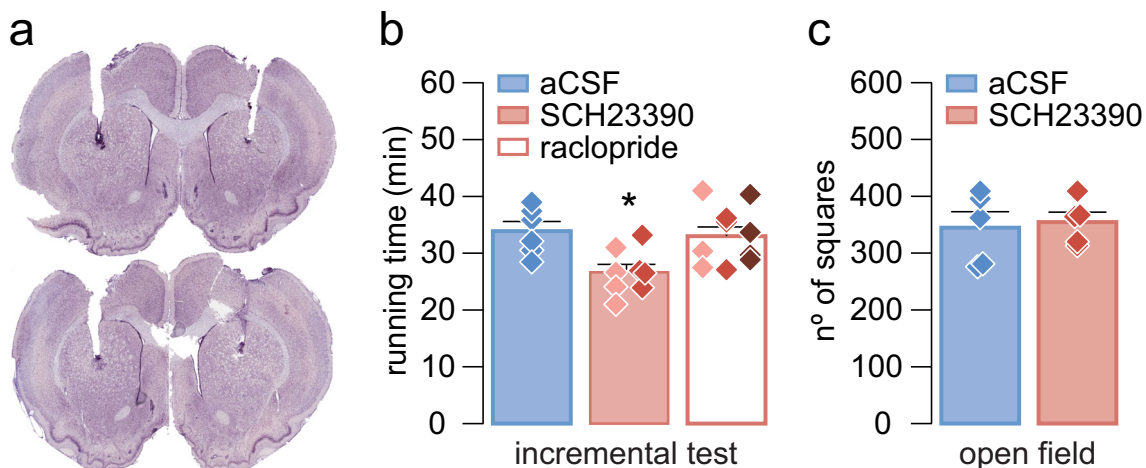 a
b
running time (min)
60
50
40
30
20
10
0
aCSF
SCH23390
raclopride
*
incremental test
c
nº of squares
600
500
400
300
200
100
0
aCSF
SCH23390
open field